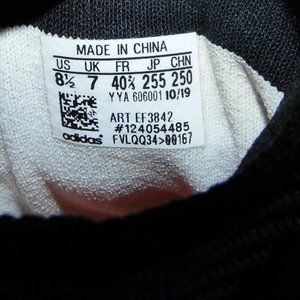 MADE IN CHINA
US UK FR JP CHN
8½ 7 40⅔ 255 250
YYA 606001 10/19
ART EF3842
#124054485
adidas FVLQQ34>00167